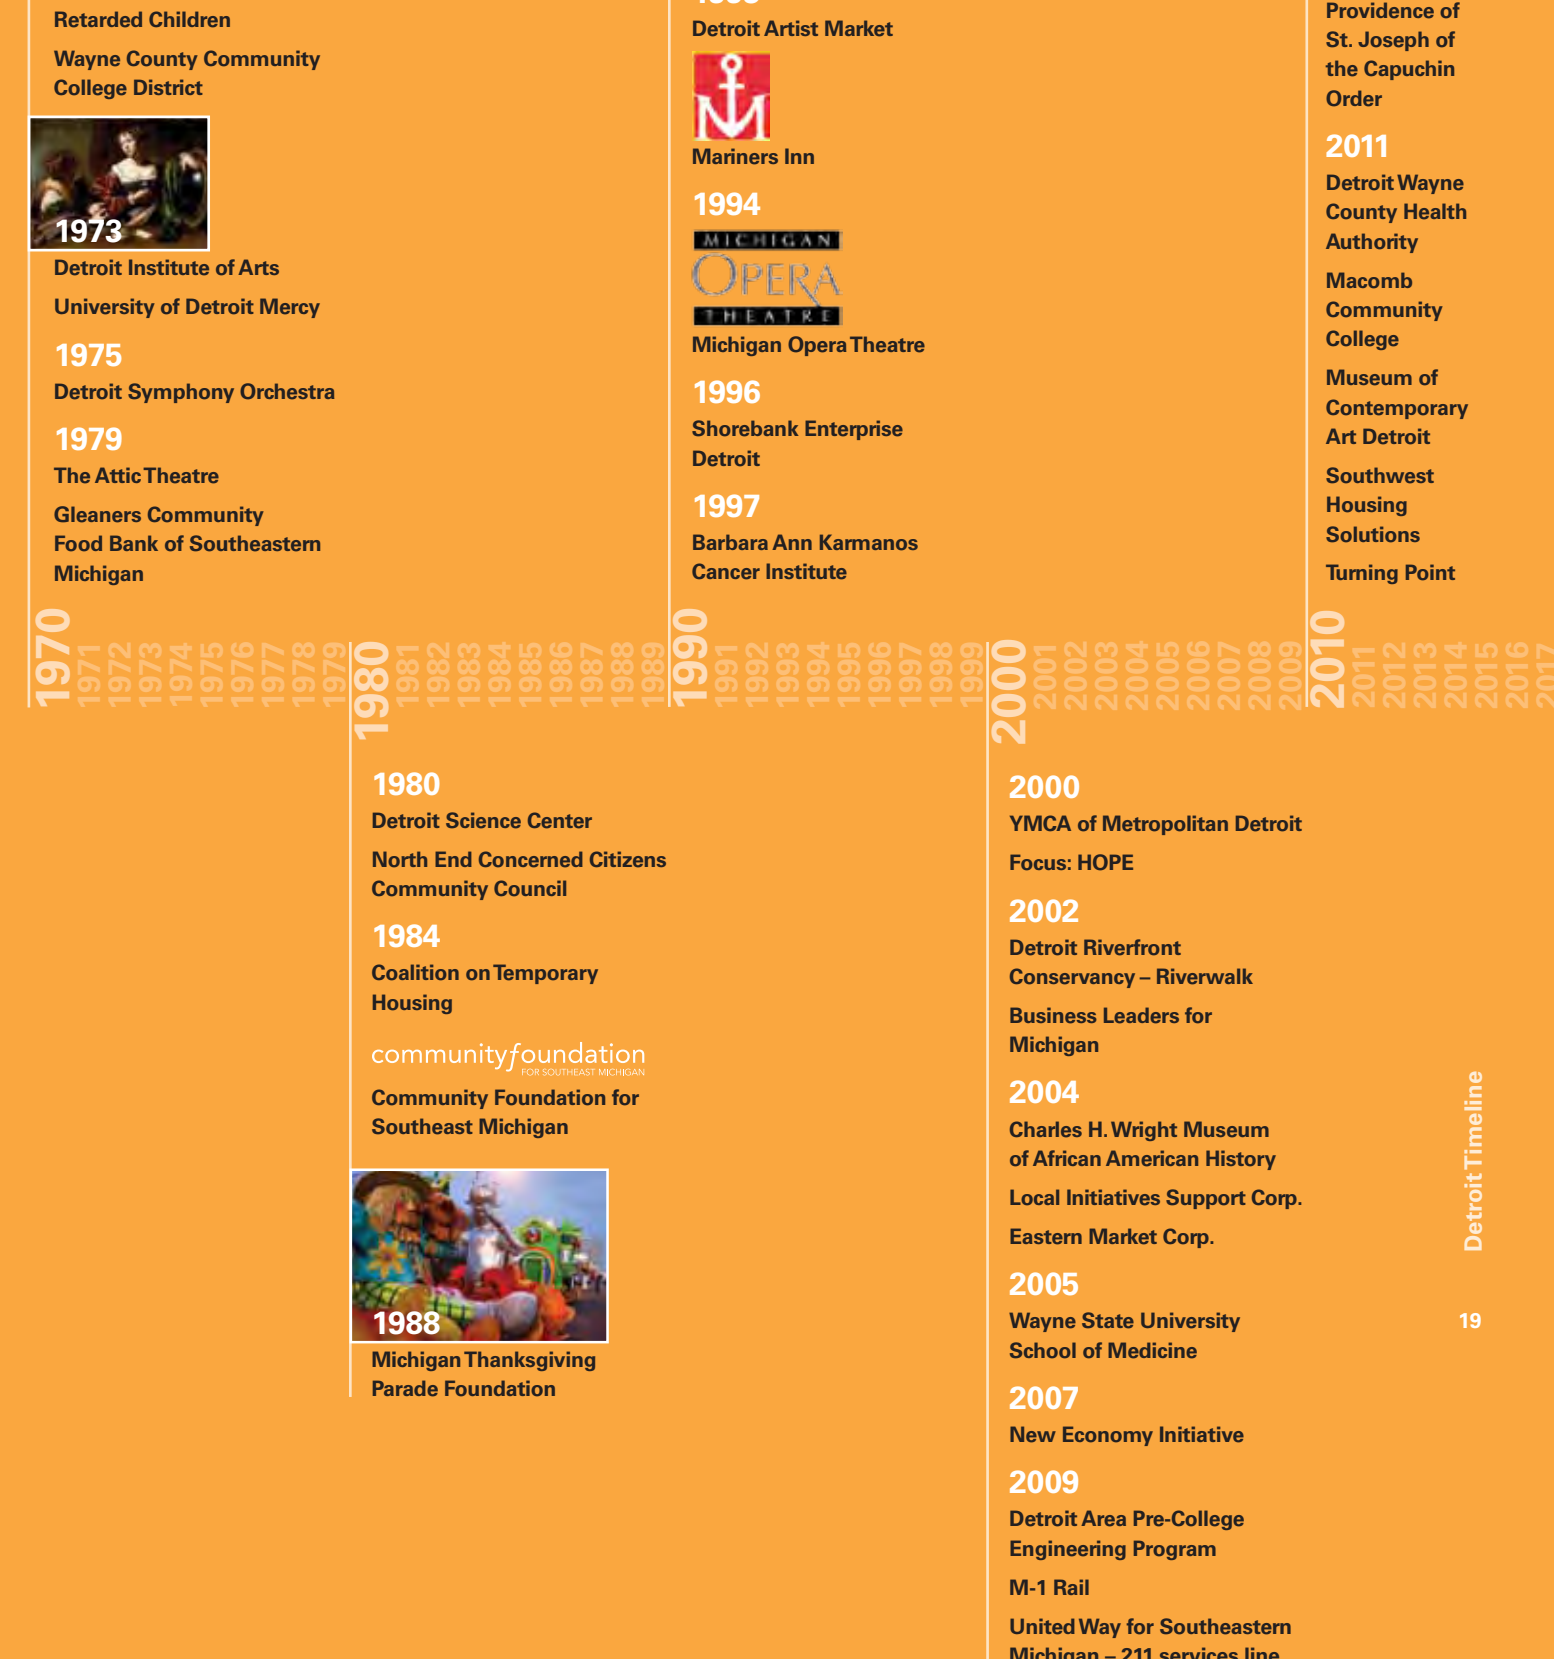 Retarded Children
Wayne County Community
College District
1973
Detroit Institute of Arts
University of Detroit Mercy
1975
Detroit Symphony Orchestra
1979
The Attic Theatre
Gleaners Community
Food Bank of Southeastern
Michigan
Detroit Artist Market
M
Mariners Inn
1994
MICHIGAN
OPERA
THEATRE
Michigan Opera Theatre
1996
Shorebank Enterprise
Detroit
1997
Barbara Ann Karmanos
Cancer Institute
Providence of
St. Joseph of
the Capuchin
Order
2011
Detroit Wayne
County Health
Authority
Macomb
Community
College
Museum of
Contemporary
Art Detroit
Southwest
Housing
Solutions
Turning Point
1970
1971
1972
1973
1974
1975
1976
1977
1978
1979
1980
1981
1982
1983
1984
1985
1986
1987
1988
1989
1990
1991
1992
1993
1994
1995
1996
1997
1998
1999
2000
2001
2002
2003
2004
2005
2006
2007
2008
2009
2010
2011
2012
2013
2014
2015
2016
2017
1980
Detroit Science Center
North End Concerned Citizens
Community Council
1984
Coalition on Temporary
Housing
communityfoundation
FOR SOUTHEAST MICHIGAN
Community Foundation for
Southeast Michigan
1988
Michigan Thanksgiving
Parade Foundation
2000
YMCA of Metropolitan Detroit
Focus: HOPE
2002
Detroit Riverfront
Conservancy – Riverwalk
Business Leaders for
Michigan
2004
Charles H. Wright Museum
of African American History
Local Initiatives Support Corp.
Eastern Market Corp.
2005
Wayne State University
School of Medicine
2007
New Economy Initiative
2009
Detroit Area Pre-College
Engineering Program
M-1 Rail
United Way for Southeastern
Michigan – 211 services line
Detroit Timeline
19